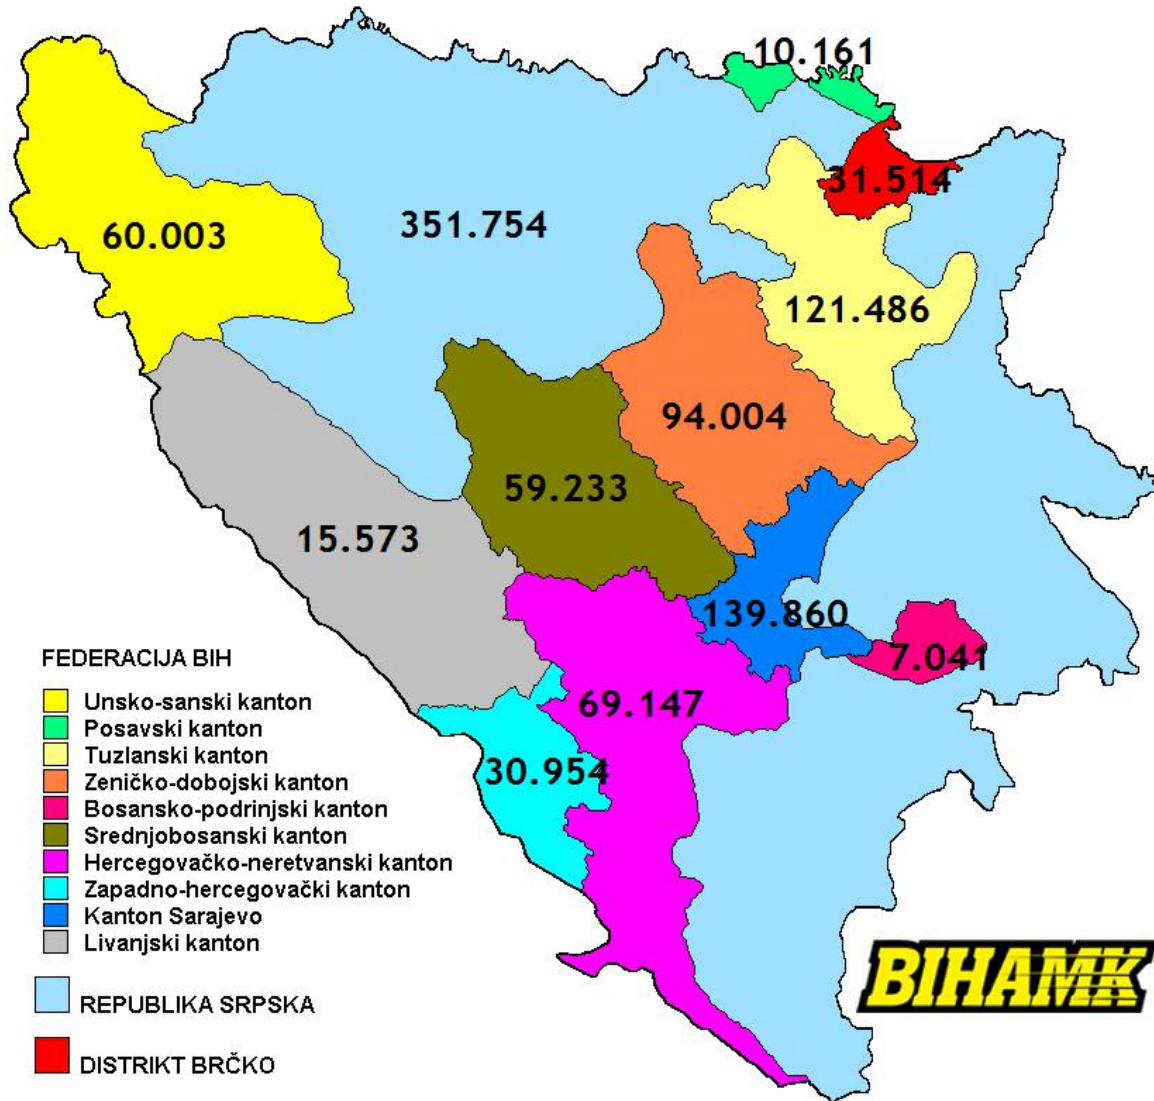 10.161
31.514
60.003
351.754
121.486
94.004
59.233
15.573
139.860
7.041
69.147
30.954
FEDERACIJA BIH
Unsko-sanski kanton
Posavski kanton
Tuzlanski kanton
Zeničko-dobojski kanton
Bosansko-podrinjski kanton
Srednjobosanski kanton
Hercegovačko-neretvanski kanton
Zapadno-hercegovački kanton
Kanton Sarajevo
Livanjski kanton
REPUBLIKA SRPSKA
DISTRIKT BRČKO
BIHAMK